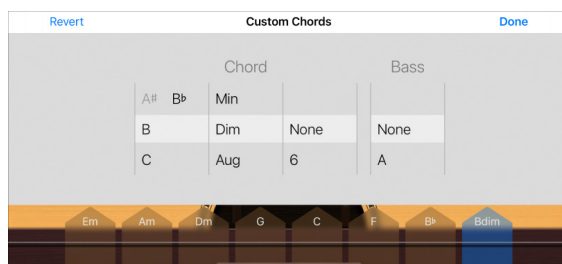 Revert Custom Chords Done
Chord Bass
A# B♭ Min
B Dim None None
C Aug 6 A
Em Am Dm G C F B♭ Bdim